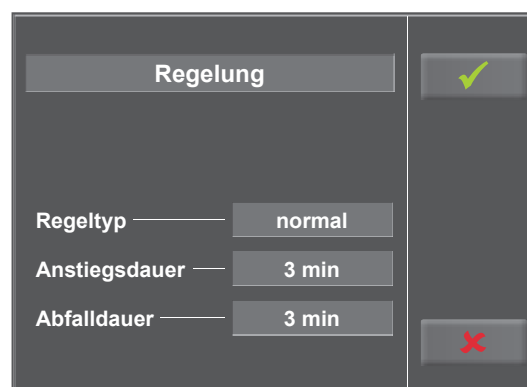 Regelung
Regeltyp normal
Anstiegsdauer 3 min
Abfalldauer 3 min